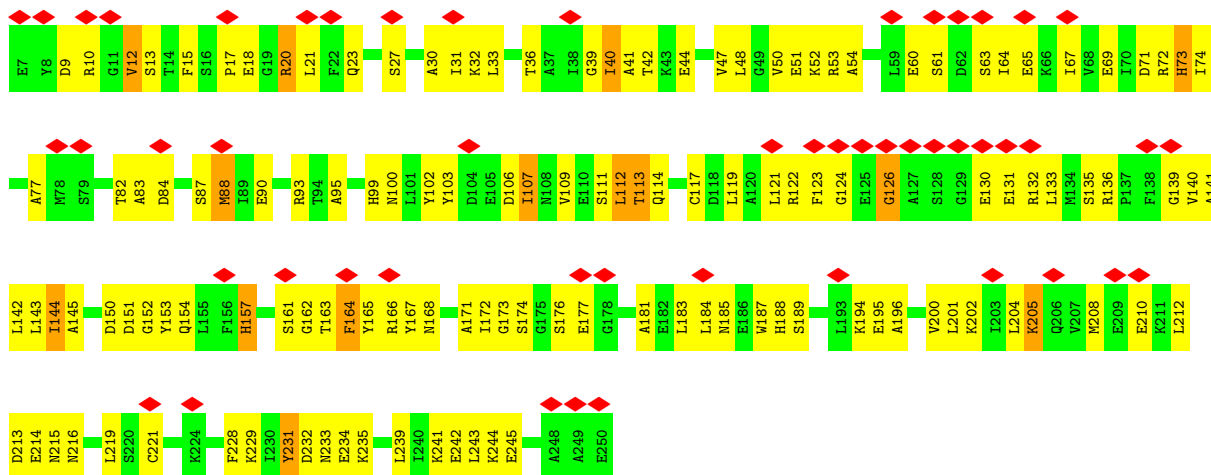 E7 Y8 D9 R10 G11 V12 S13 T14 F15 S16 P17 E18 G19 R20 L21 F22 Q23 S27 A30 I31 K32 L33 T36 A37 I38 G39 I40 A41 T42 K43 E44 V47 L48 G49 V50 E51 K52 R53 A54 L59 E60 S61 D62 S63 I64 E65 K66 I67 V68 E69 I70 D71 R72 H73 I74
A77 M78 S79 T82 A83 D84 S87 M88 I89 E90 R93 T94 A95 H99 N100 L101 Y102 Y103 D104 E105 D106 I107 N108 V109 E110 S111 L112 T113 Q114 C117 D118 L119 A120 L121 R122 F123 G124 E125 G126 A127 S128 G129 E130 E131 R132 L133 M134 S135 R136 P137 F138 G139 V140 A141
L142 L143 I144 A145 D150 D151 G152 Y153 Q154 L155 F156 H157 S161 G162 T163 F164 Y165 R166 Y167 N168 A171 I172 G173 S174 G175 S176 E177 G178 A181 E182 L183 L184 N185 E186 W187 H188 S189 L193 K194 E195 A196 V200 L201 K202 I203 L204 K205 Q206 V207 M208 E209 E210 K211 L212
D213 E214 N215 N216 L219 S220 C221 K224 F228 K229 I230 Y231 D232 N233 E234 K235 L239 I240 K241 E242 L243 K244 E245 A248 A249 E250